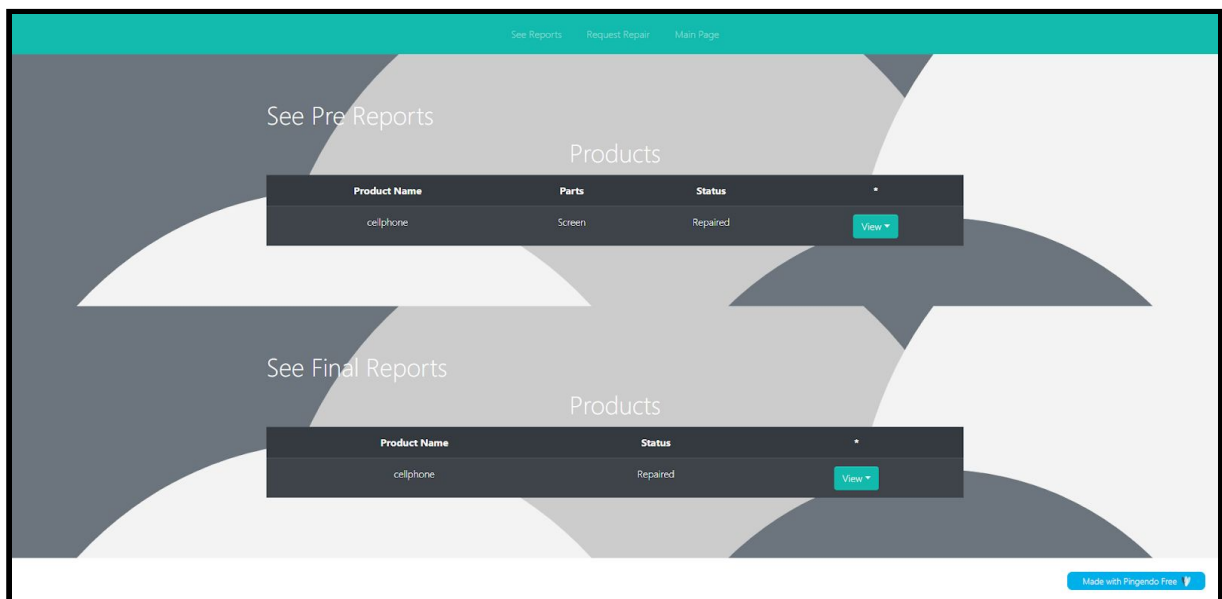 See Reports Request Repair Main Page
See Pre Reports
Products
Product Name Parts Status *
cellphone Screen Repaired View
See Final Reports
Products
Product Name Status *
cellphone Repaired View
Made with Pingendo Free